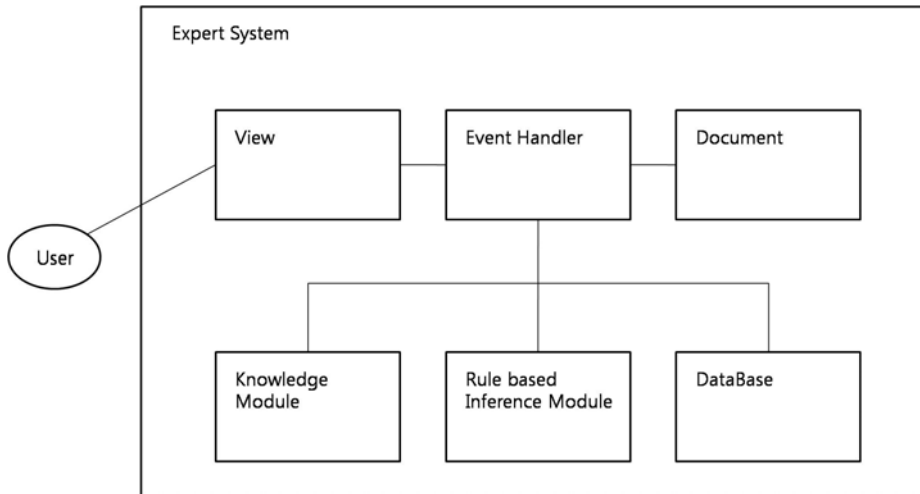 Expert System
View
Event Handler
Document
User
Knowledge
Module
Rule based
Inference Module
DataBase